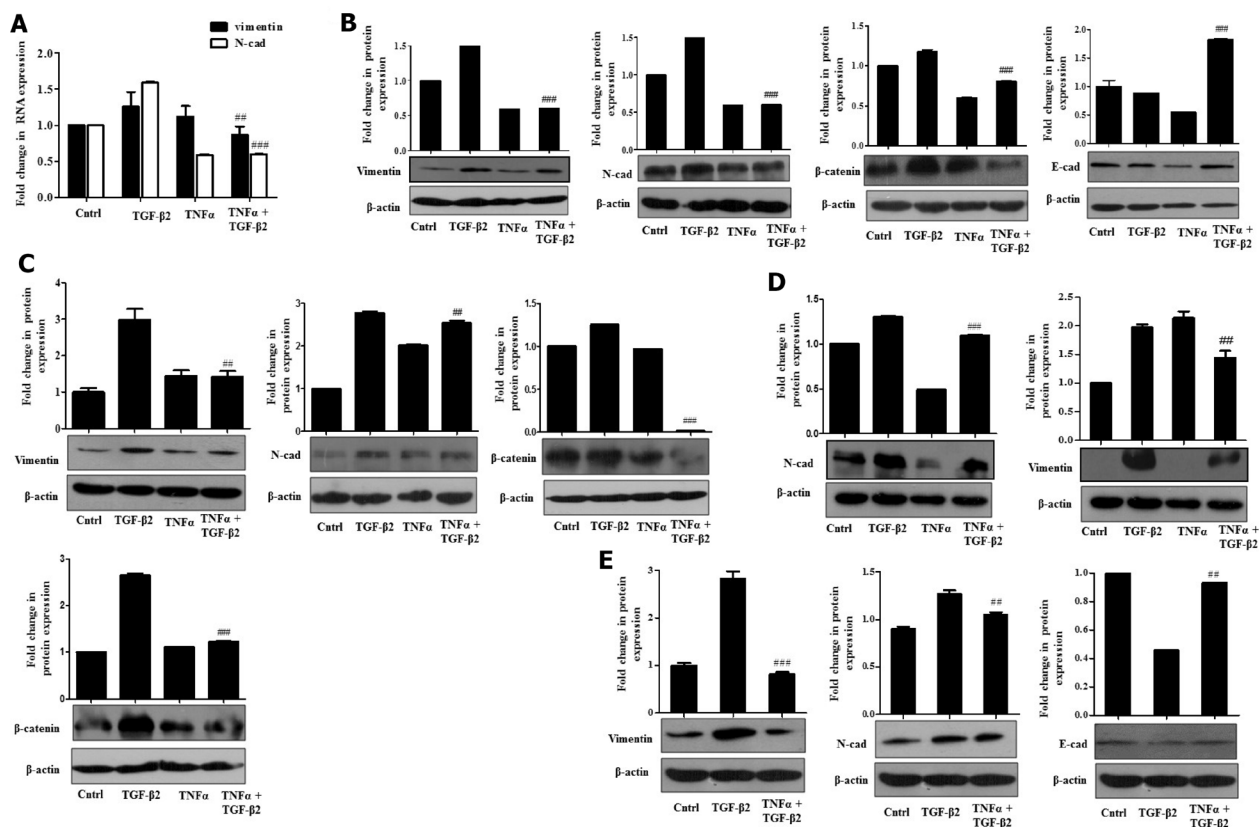 A
vimentin
N-cad
Fold change in RNA expression
2.0
1.5
1.0
0.5
0.0
##
###
Cntrl
TGF-β2
TNFα
TNFα +
TGF-β2
B
Fold change in protein
expression
2.0
1.5
1.0
0.5
0.0
###
Vimentin
β-actin
Cntrl
TGF-β2
TNFα
TNFα +
TGF-β2
Fold change in protein
expression
1.5
1.0
0.5
0.0
###
N-cad
β-actin
Cntrl
TGF-β2
TNFα
TNFα +
TGF-β2
Fold change in protein
expression
1.5
1.0
0.5
0.0
###
β-catenin
β-actin
Cntrl
TGF-β2
TNFα
TNFα +
TGF-β2
Fold change in protein
expression
2.0
1.5
1.0
0.5
0.0
###
E-cad
β-actin
Cntrl
TGF-β2
TNFα
TNFα +
TGF-β2
C
Fold change in protein
expression
4
3
2
1
0
##
Vimentin
β-actin
Cntrl
TGF-β2
TNFα
TNFα +
TGF-β2
Fold change in
protein expression
3
2
1
0
##
N-cad
β-actin
Cntrl
TGF-β2
TNFα
TNFα +
TGF-β2
Fold change in
protein expression
1.5
1.0
0.5
0.0
###
β-catenin
β-actin
Cntrl
TGF-β2
TNFα
TNFα +
TGF-β2
Fold change in
protein expression
3
2
1
0
###
β-catenin
β-actin
Cntrl
TGF-β2
TNFα
TNFα +
TGF-β2
D
Fold change in
protein expression
1.5
1.0
0.5
0.0
###
N-cad
β-actin
Cntrl
TGF-β2
TNFα
TNFα +
TGF-β2
Fold change in
protein expression
2.5
2.0
1.5
1.0
0.5
0.0
##
Vimentin
β-actin
Cntrl
TGF-β2
TNFα
TNFα +
TGF-β2
E
Fold change in protein
expression
3
2
1
0
###
Vimentin
β-actin
Cntrl
TGF-β2
TNFα +
TGF-β2
Fold change in protein
expression
1.5
1.0
0.5
0.0
##
N-cad
β-actin
Cntrl
TGF-β2
TNFα +
TGF-β2
Fold change in protein
expression
1.0
0.8
0.6
0.4
0.2
0.0
##
E-cad
β-actin
Cntrl
TGF-β2
TNFα +
TGF-β2